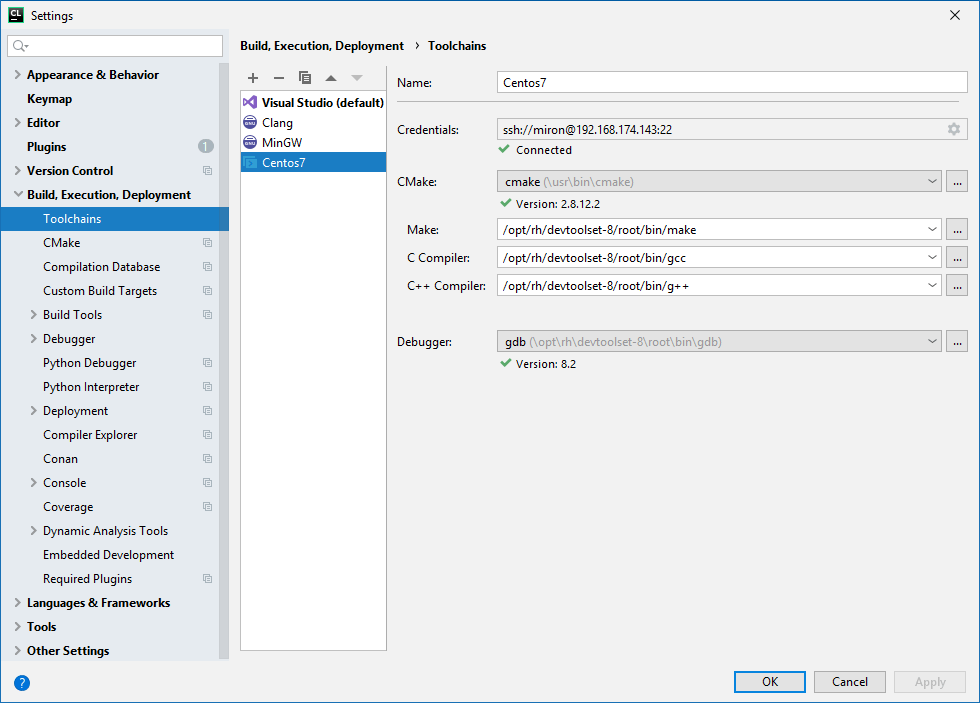 CL Settings
Build, Execution, Deployment › Toolchains
Appearance & Behavior
Keymap
Editor
Plugins 1
Version Control
Build, Execution, Deployment
Toolchains
CMake
Compilation Database
Custom Build Targets
Build Tools
Debugger
Python Debugger
Python Interpreter
Deployment
Compiler Explorer
Conan
Console
Coverage
Dynamic Analysis Tools
Embedded Development
Required Plugins
Languages & Frameworks
Tools
Other Settings
Visual Studio (default)
GNU Clang
GNU MinGW
Centos7
Name: Centos7
Credentials: ssh://miron@192.168.174.143:22
Connected
CMake: cmake (\usr\bin\cmake) ...
Version: 2.8.12.2
Make: /opt/rh/devtoolset-8/root/bin/make ...
C Compiler: /opt/rh/devtoolset-8/root/bin/gcc ...
C++ Compiler: /opt/rh/devtoolset-8/root/bin/g++ ...
Debugger: gdb (\opt\rh\devtoolset-8\root\bin\gdb) ...
Version: 8.2
? OK Cancel Apply